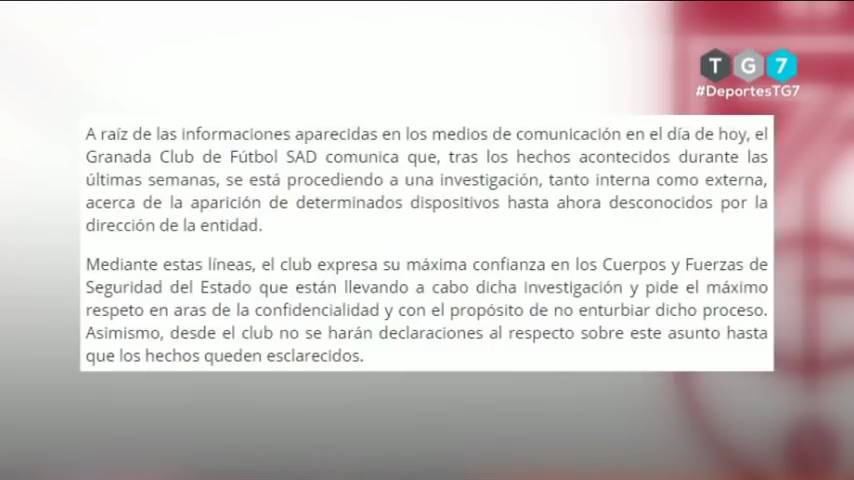 TG7
#DeportesTG7
A raíz de las informaciones aparecidas en los medios de comunicación en el día de hoy, el
Granada Club de Fútbol SAD comunica que, tras los hechos acontecidos durante las
últimas semanas, se está procediendo a una investigación, tanto interna como externa,
acerca de la aparición de determinados dispositivos hasta ahora desconocidos por la
dirección de la entidad.
Mediante estas líneas, el club expresa su máxima confianza en los Cuerpos y Fuerzas de
Seguridad del Estado que están llevando a cabo dicha investigación y pide el máximo
respeto en aras de la confidencialidad y con el propósito de no enturbiar dicho proceso.
Asimismo, desde el club no se harán declaraciones al respecto sobre este asunto hasta
que los hechos queden esclarecidos.